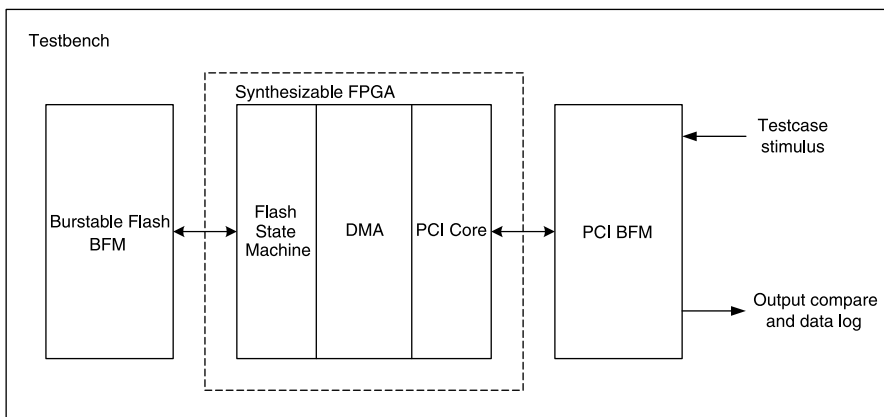 Testbench
Synthesizable FPGA
Burstable Flash
BFM
Flash
State
Machine
DMA
PCI Core
PCI BFM
Testcase
stimulus
Output compare
and data log